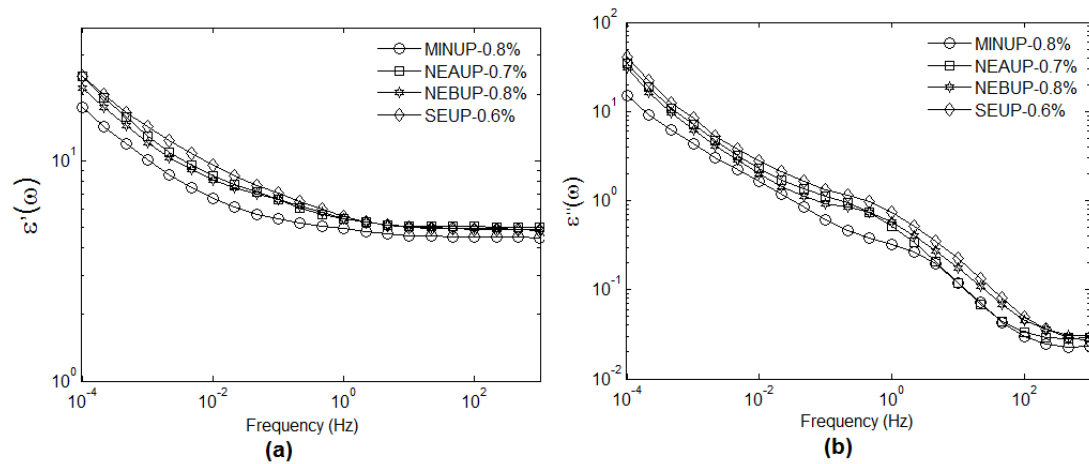 MINUP-0.8%
NEAUP-0.7%
NEBUP-0.8%
SEUP-0.6%
ε'(ω)
10¹
10⁰
10⁻⁴
10⁻²
10⁰
10²
Frequency (Hz)
(a)
MINUP-0.8%
NEAUP-0.7%
NEBUP-0.8%
SEUP-0.6%
ε"(ω)
10²
10¹
10⁰
10⁻¹
10⁻²
10⁻⁴
10⁻²
10⁰
10²
Frequency (Hz)
(b)